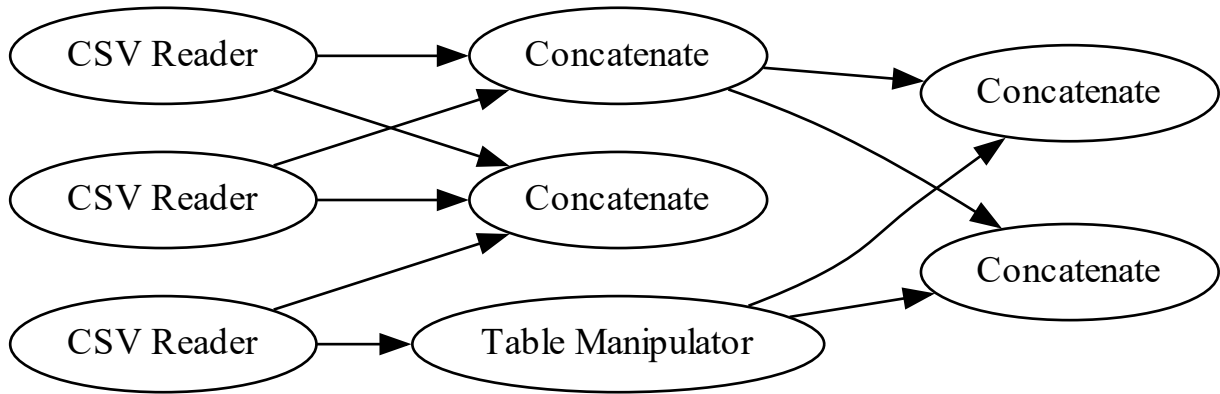 CSV Reader
Concatenate
Concatenate
CSV Reader
Concatenate
Concatenate
CSV Reader
Table Manipulator